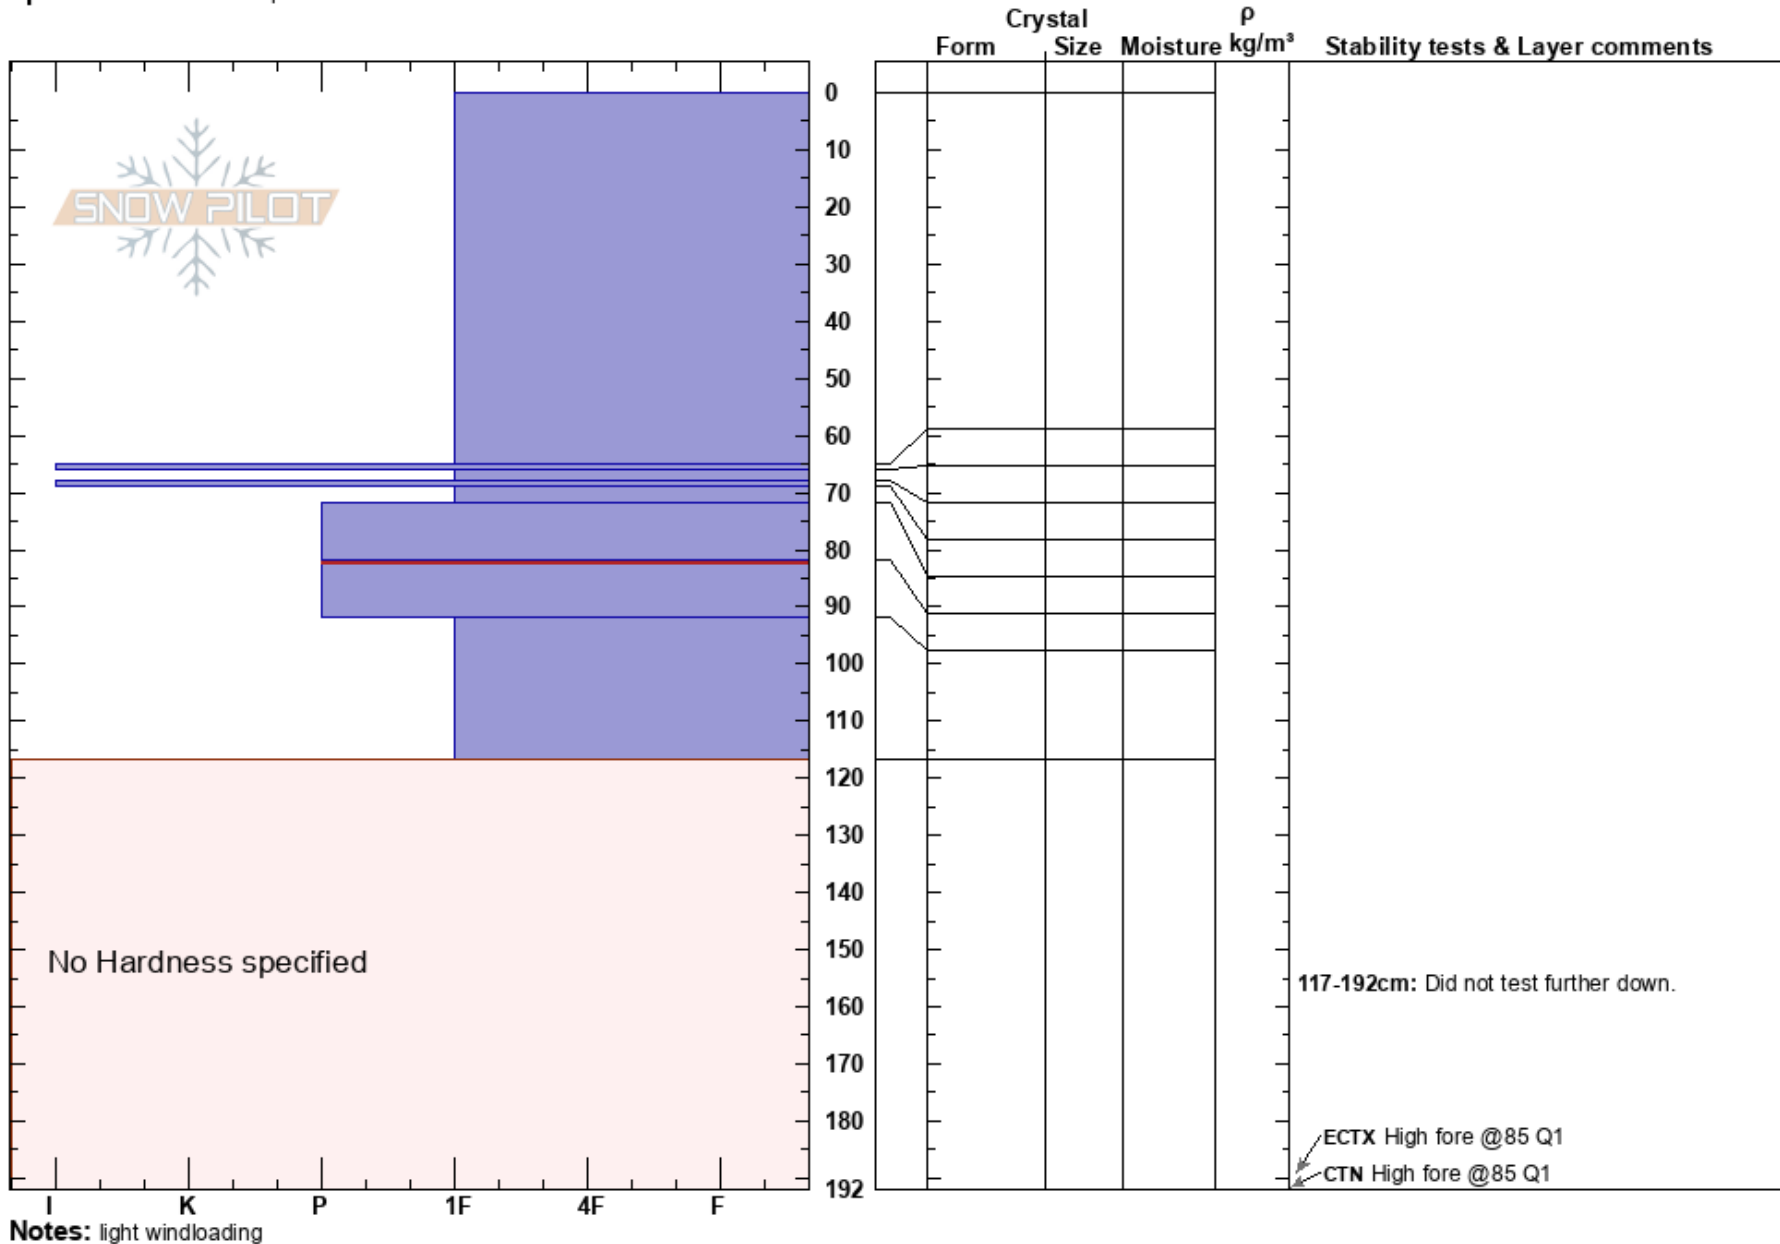 Crystal ρ
Form Size Moisture kg/m³ Stability tests & Layer comments
0
10
SNOW PILOT
20
30
40
50
60
70
80
90
100
110
120
130
140
No Hardness specified
150
117-192cm: Did not test further down.
160
170
180
ECTX High fore @85 Q1
CTN High fore @85 Q1
192
I K P 1F 4F F
Notes: light windloading